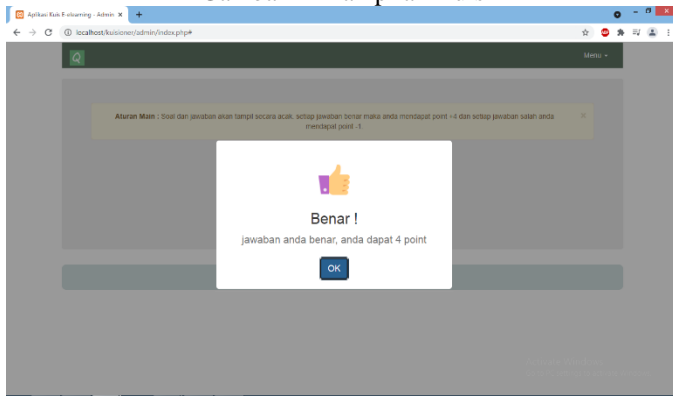 Aplikasi Kuis E-elearning - Admin
localhost/kuisioner/admin/index.php#
Q
Menu
Aturan Main : Soal dan jawaban akan tampil secara acak, setiap jawaban benar maka anda mendapat point +4 dan setiap jawaban salah anda
mendapat point -1.
Benar !
jawaban anda benar, anda dapat 4 point
OK